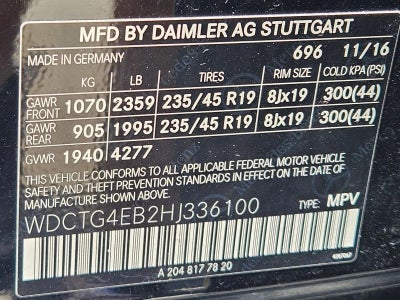 MFD BY DAIMLER AG STUTTGART
MADE IN GERMANY 696 11/16
KG LB TIRES RIM SIZE COLD KPA (PSI)
GAWR FRONT 1070 2359 235/45 R19 8Jx19 300(44)
GAWR REAR 905 1995 235/45 R19 8Jx19 300(44)
GVWR 1940 4277
THIS VEHICLE CONFORMS TO ALL APPLICABLE FEDERAL MOTOR VEHICLE
SAFETY AND THEFT PREVENTION STANDARDS IN EFFECT ON THE DATE
OF MANUFACTURE SHOWN ABOVE.
WDCTG4EB2HJ336100 TYPE: MPV
A 204 817 78 20